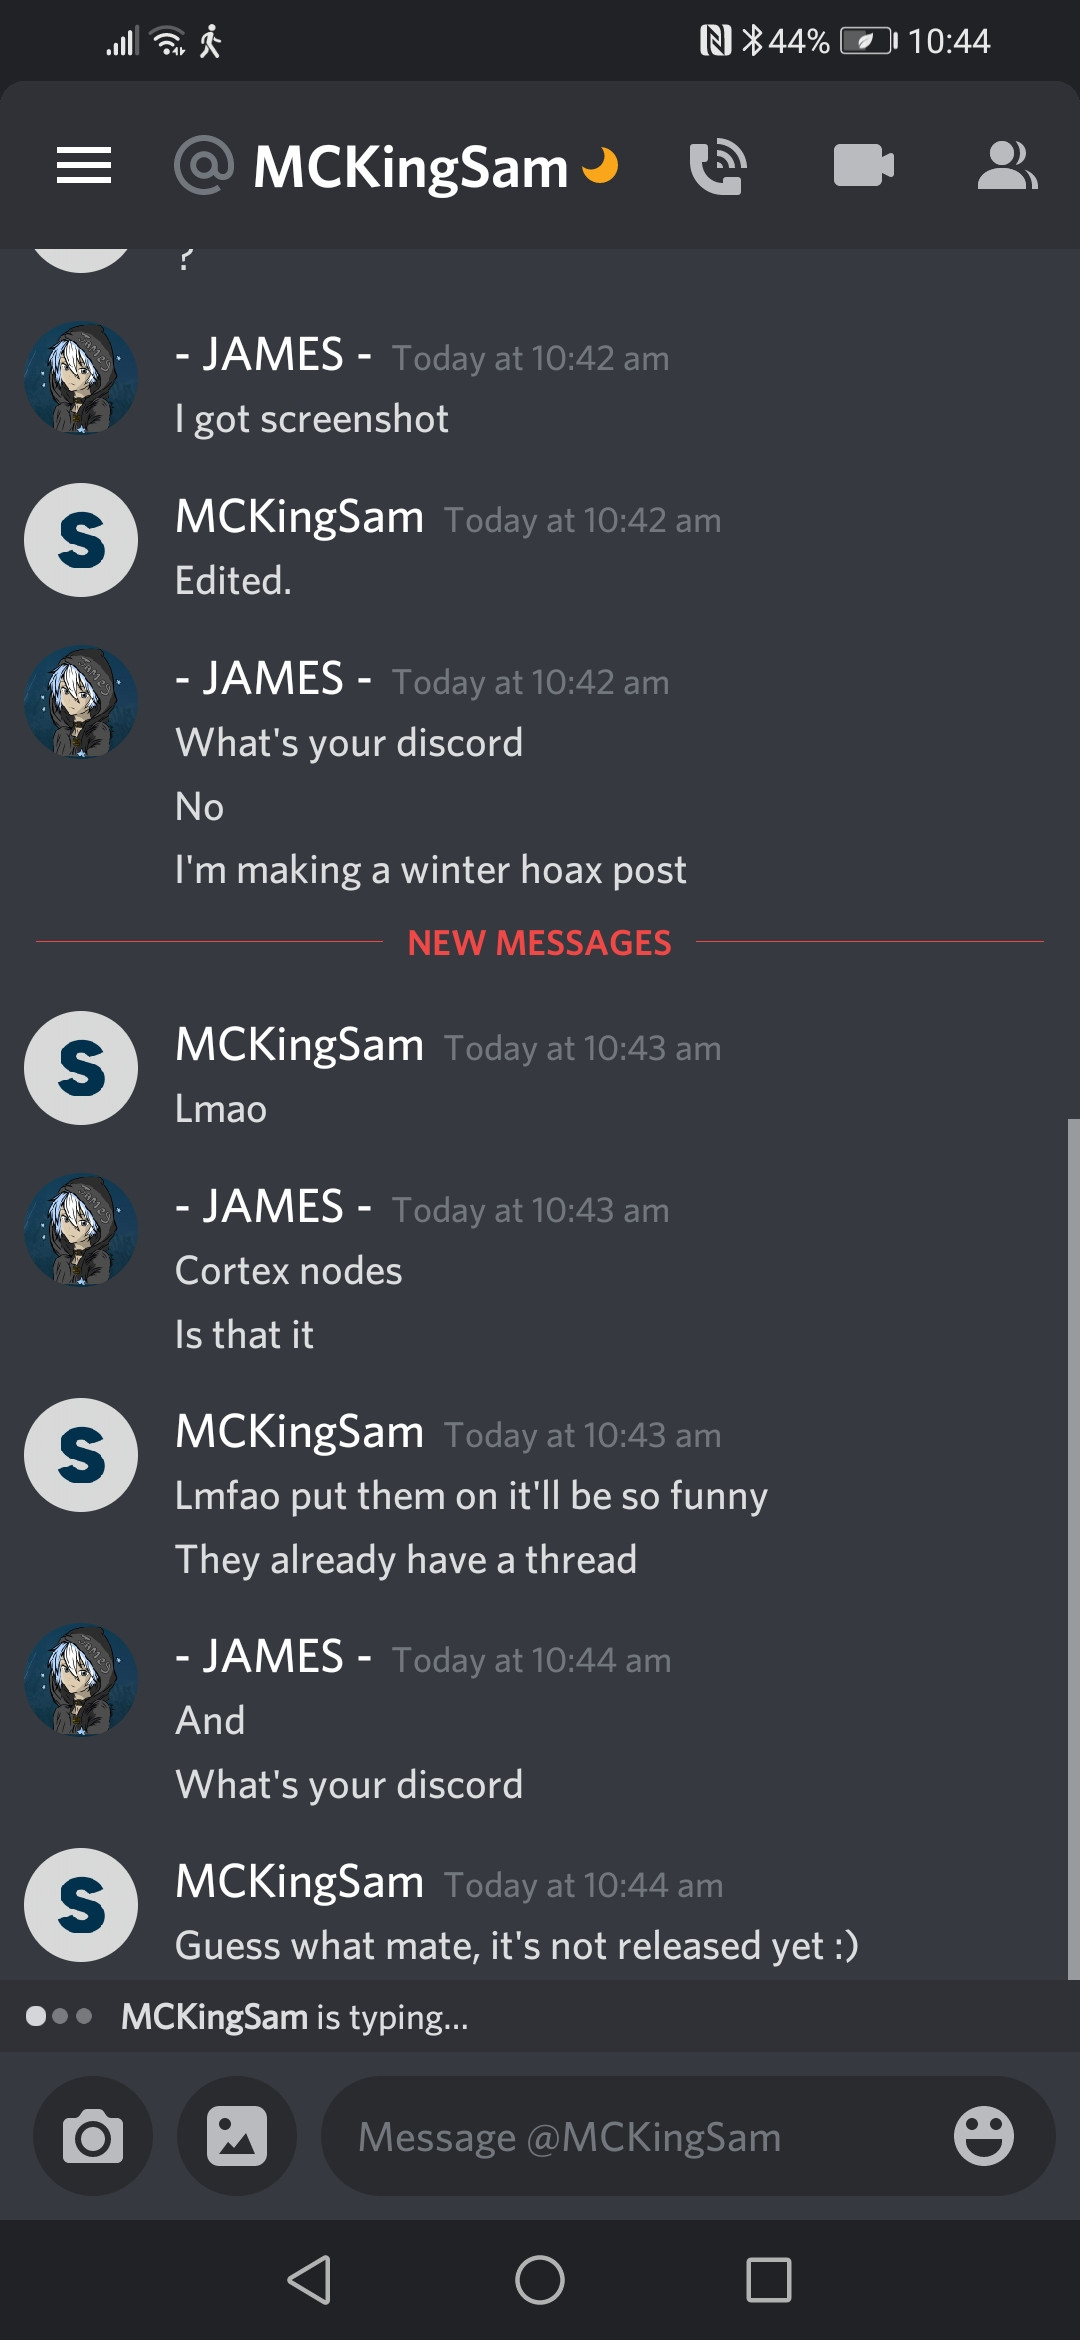 44% 10:44
@ MCKingSam
?
- JAMES - Today at 10:42 am
I got screenshot
S MCKingSam Today at 10:42 am
Edited.
- JAMES - Today at 10:42 am
What's your discord
No
I'm making a winter hoax post
NEW MESSAGES
S MCKingSam Today at 10:43 am
Lmao
- JAMES - Today at 10:43 am
Cortex nodes
Is that it
S MCKingSam Today at 10:43 am
Lmfao put them on it'll be so funny
They already have a thread
- JAMES - Today at 10:44 am
And
What's your discord
S MCKingSam Today at 10:44 am
Guess what mate, it's not released yet :)
MCKingSam is typing...
Message @MCKingSam